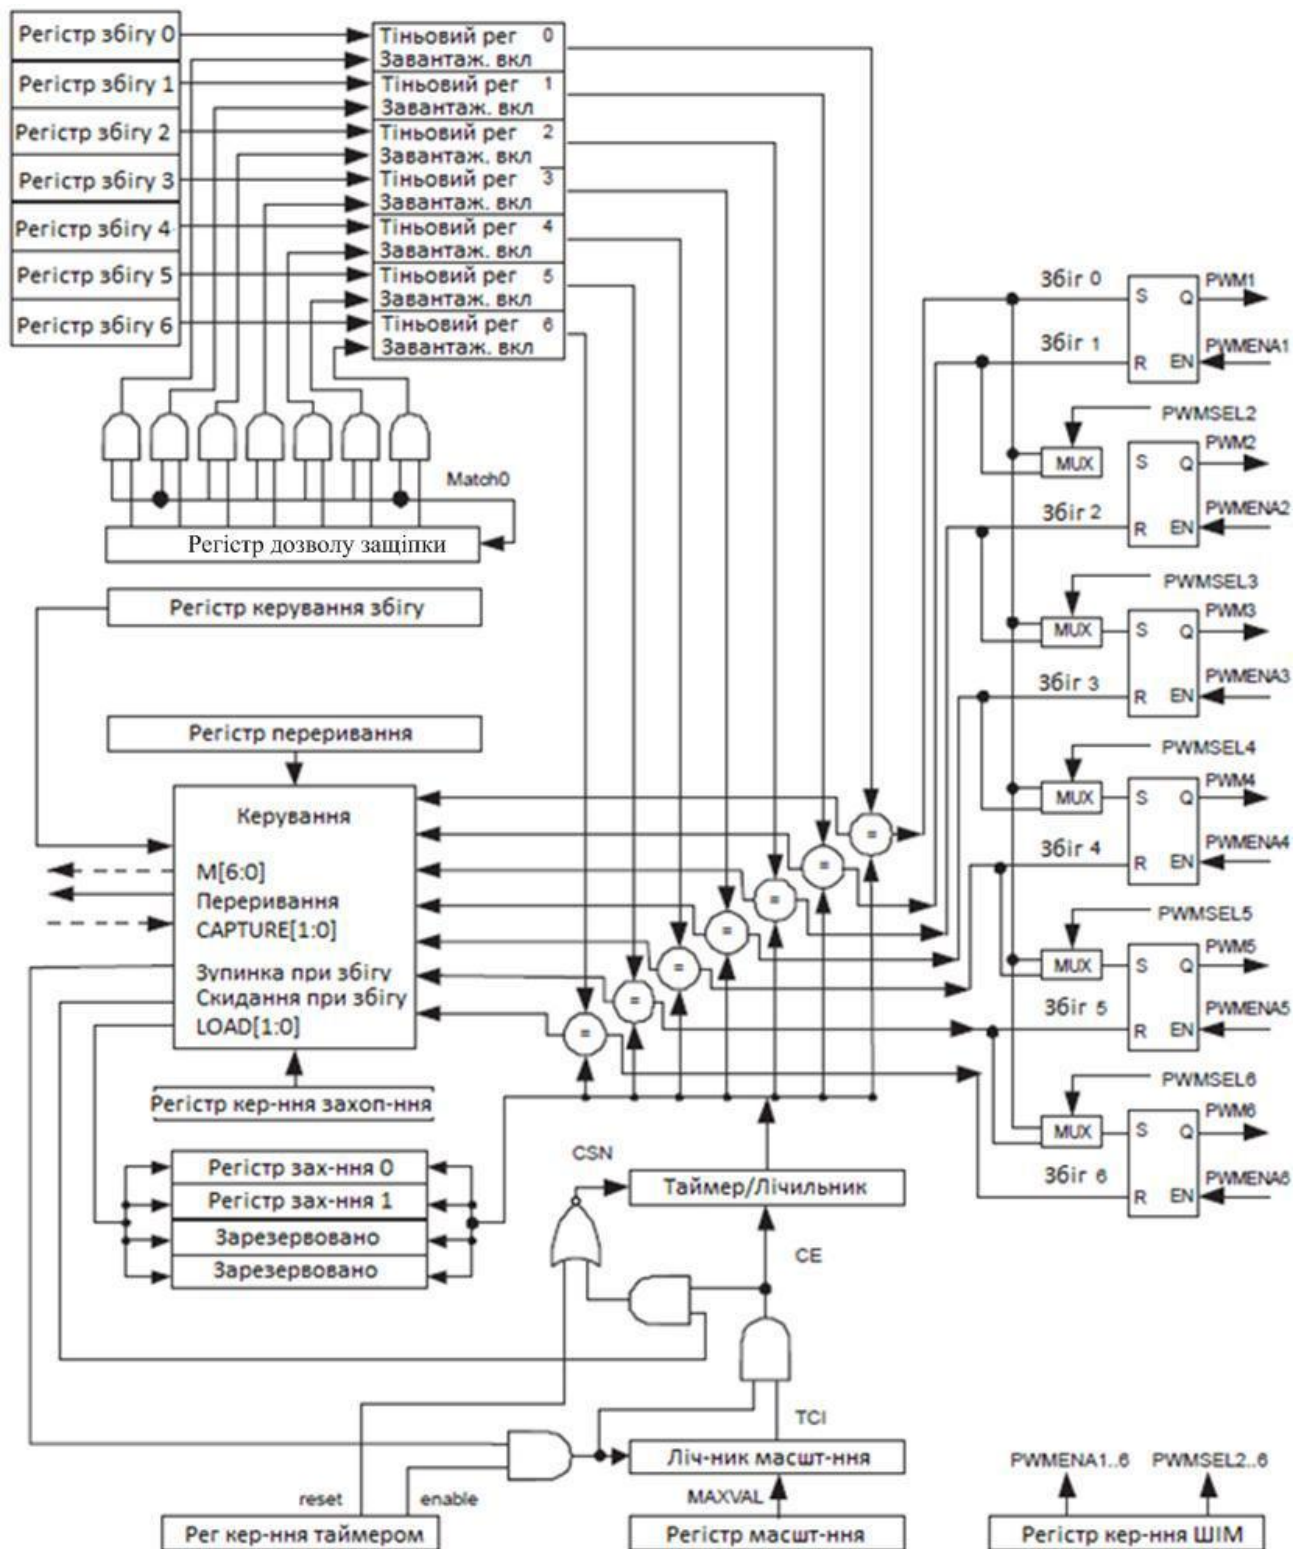 Регістр збігу 0
Регістр збігу 1
Регістр збігу 2
Регістр збігу 3
Регістр збігу 4
Регістр збігу 5
Регістр збігу 6
Тіньовий рег 0
Завантаж. вкл
Тіньовий рег 1
Завантаж. вкл
Тіньовий рег 2
Завантаж. вкл
Тіньовий рег 3
Завантаж. вкл
Тіньовий рег 4
Завантаж. вкл
Тіньовий рег 5
Завантаж. вкл
Тіньовий рег 6
Завантаж. вкл
Match0
Регістр дозволу защіпки
Регістр керування збігу
Регістр переривання
Керування
M[6:0]
Переривання
CAPTURE[1:0]
Зупинка при збігу
Скидання при збігу
LOAD[1:0]
Регістр кер-ння захоп-ння
Регістр зах-ння 0
Регістр зах-ння 1
Зарезервовано
Зарезервовано
= = = = = = =
Збіг 0
S Q PWM1
Збіг 1
R EN PWMENA1
PWMSEL2
MUX
S Q PWM2
Збіг 2
R EN PWMENA2
PWMSEL3
MUX
S Q PWM3
Збіг 3
R EN PWMENA3
PWMSEL4
MUX
S Q PWM4
Збіг 4
R EN PWMENA4
PWMSEL5
MUX
S Q PWM5
Збіг 5
R EN PWMENA5
PWMSEL6
MUX
S Q PWM6
Збіг 6
R EN PWMENA6
CSN
Таймер/Лічильник
CE
TCI
Ліч-ник масшт-ння
MAXVAL
Регістр масшт-ння
reset
enable
Рег кер-ння таймером
PWMENA1..6
PWMSEL2..6
Регістр кер-ння ШІМ